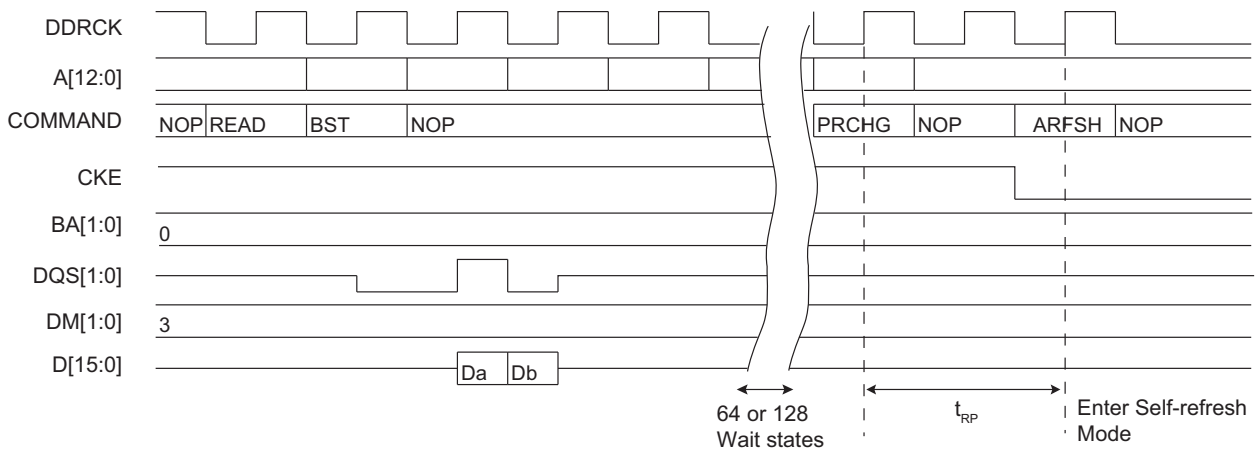 DDRCK
A[12:0]
COMMAND NOP READ BST NOP PRCHG NOP ARFSH NOP
CKE
BA[1:0] 0
DQS[1:0]
DM[1:0] 3
D[15:0] Da Db
64 or 128
Wait states
tRP
Enter Self-refresh
Mode